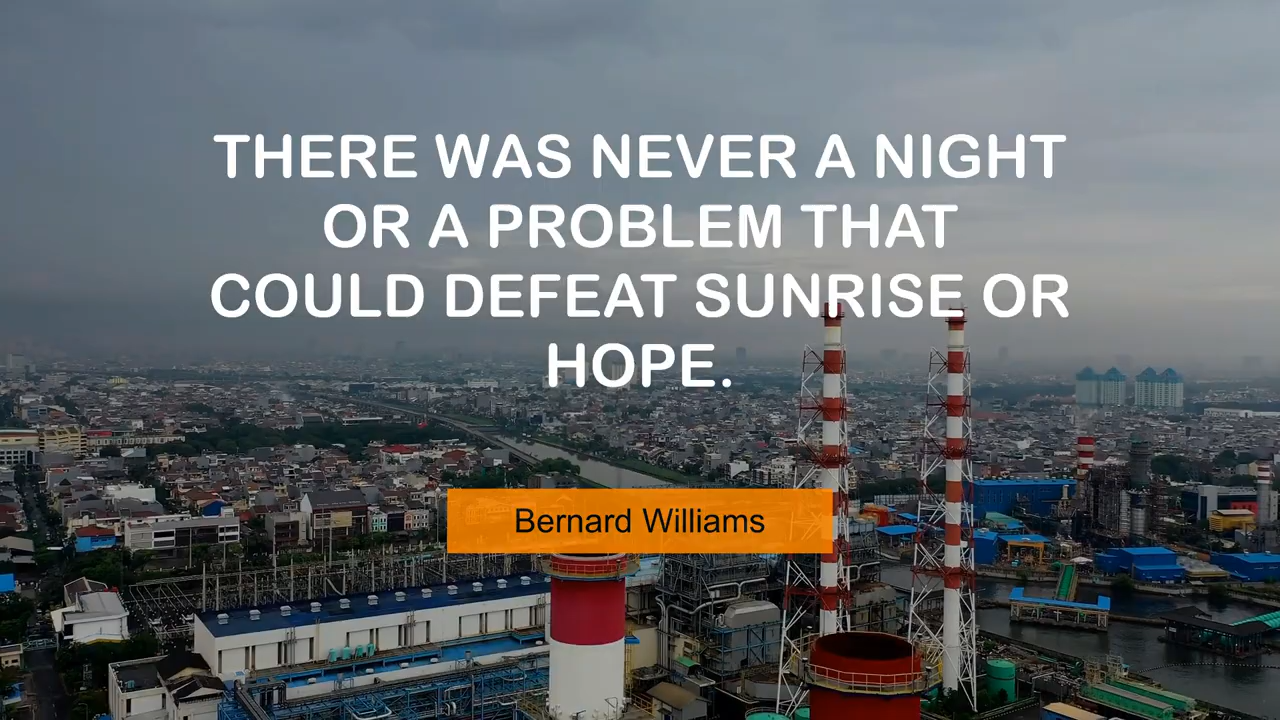 THERE WAS NEVER A NIGHT
OR A PROBLEM THAT
COULD DEFEAT SUNRISE OR
HOPE.
Bernard Williams